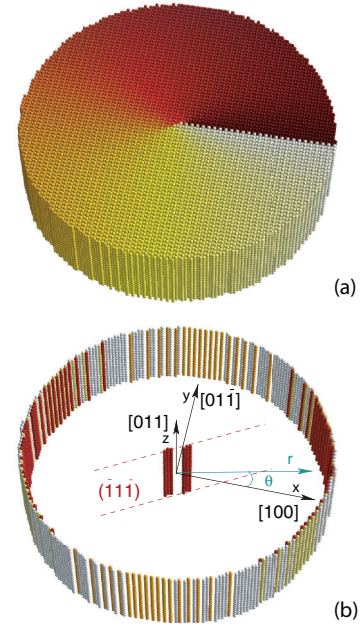 (a)
y
[011̅]
[011]
z
r
(1̅11̅)
θ
x
[100]
(b)